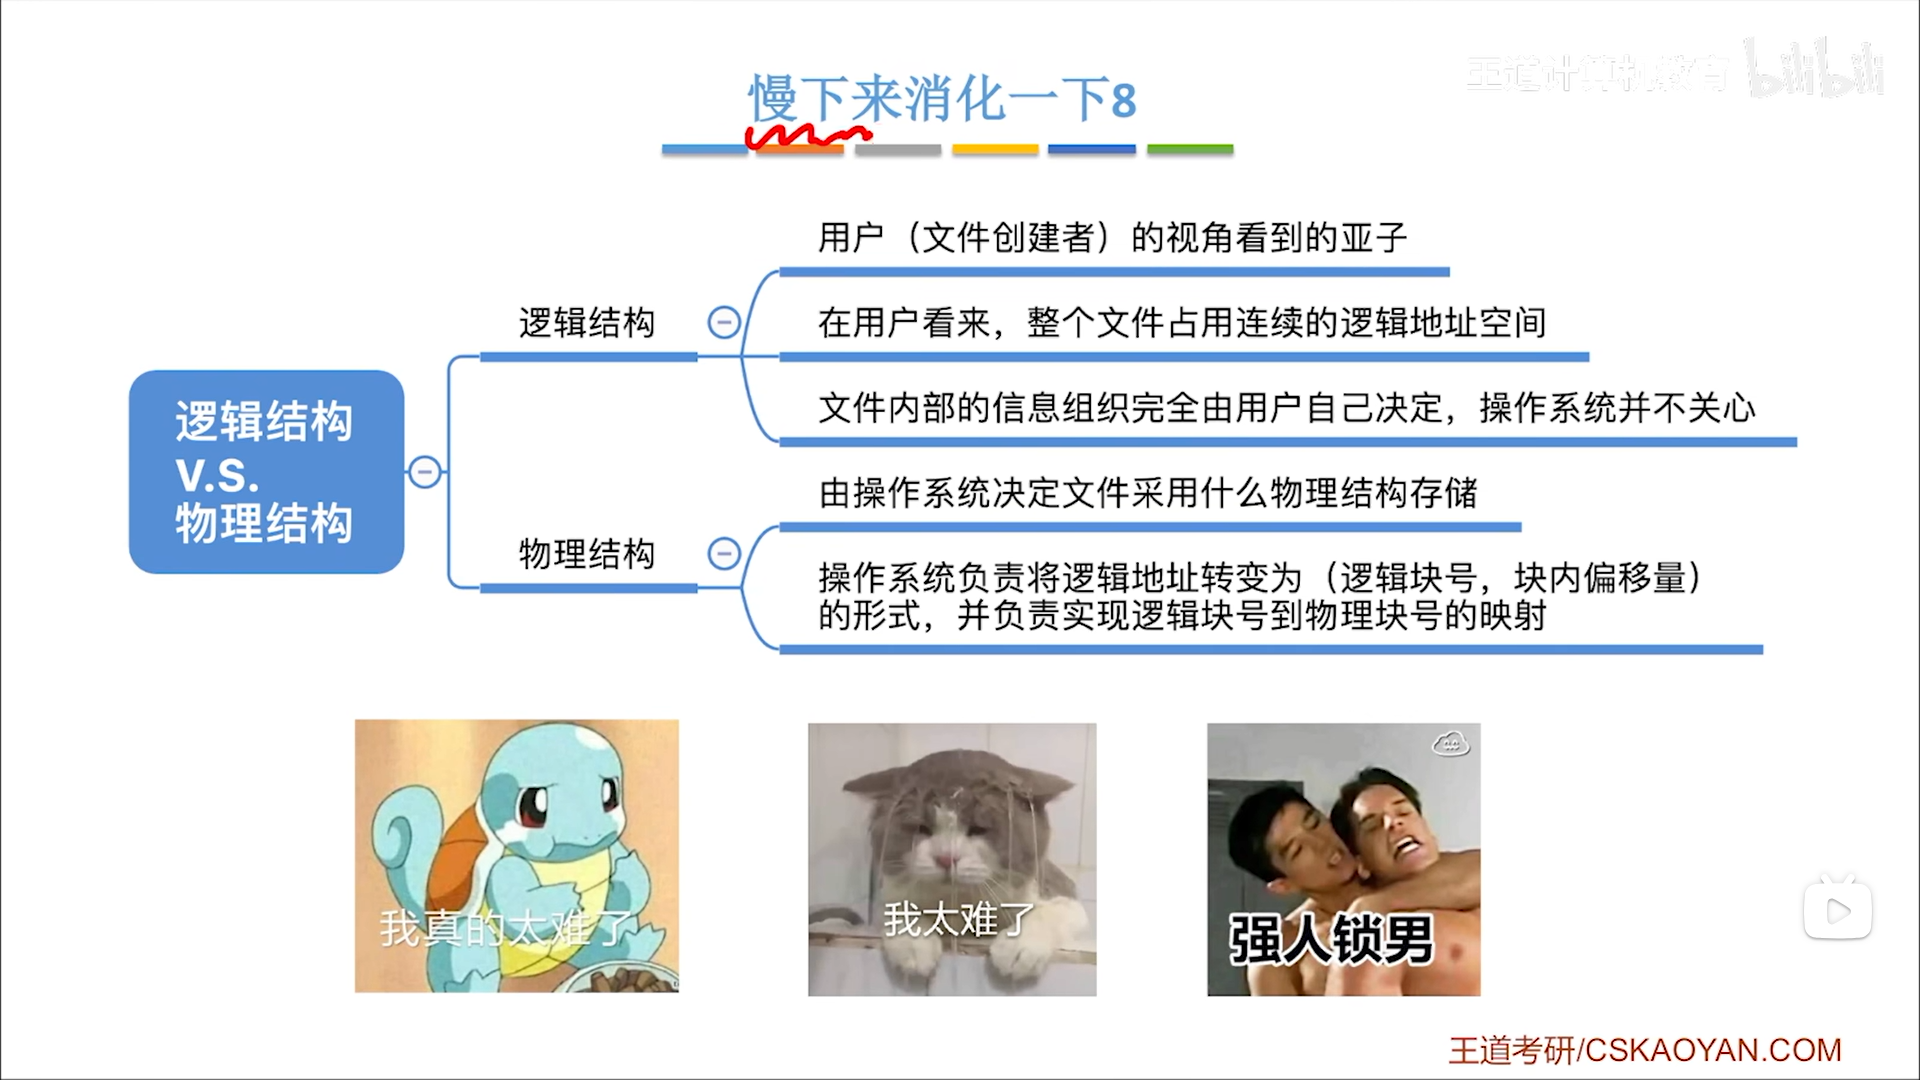 王道计算机教育 bilibili
慢下来消化一下8
逻辑结构
V.S.
物理结构
逻辑结构
用户（文件创建者）的视角看到的亚子
在用户看来，整个文件占用连续的逻辑地址空间
文件内部的信息组织完全由用户自己决定，操作系统并不关心
物理结构
由操作系统决定文件采用什么物理结构存储
操作系统负责将逻辑地址转变为（逻辑块号，块内偏移量）
的形式，并负责实现逻辑块号到物理块号的映射
我真的太难了
我太难了
强人锁男
王道考研/CSKAOYAN.COM